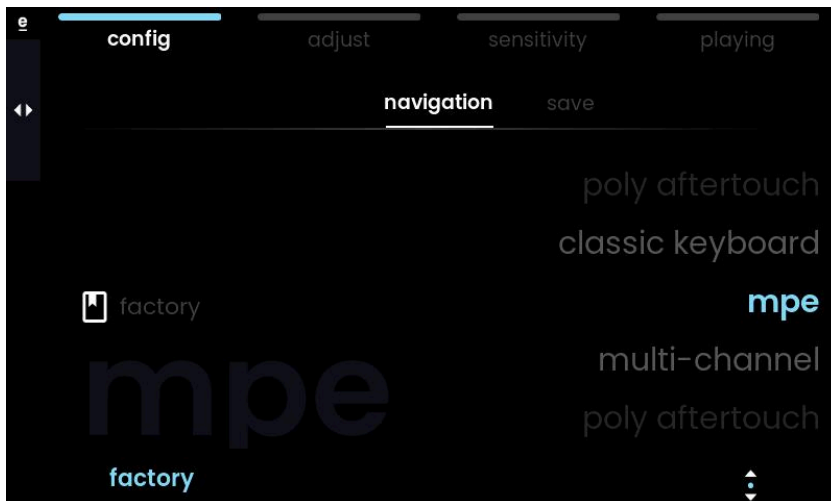 e
config adjust sensitivity playing
navigation save
poly aftertouch
classic keyboard
factory mpe
mpe multi-channel
poly aftertouch
factory